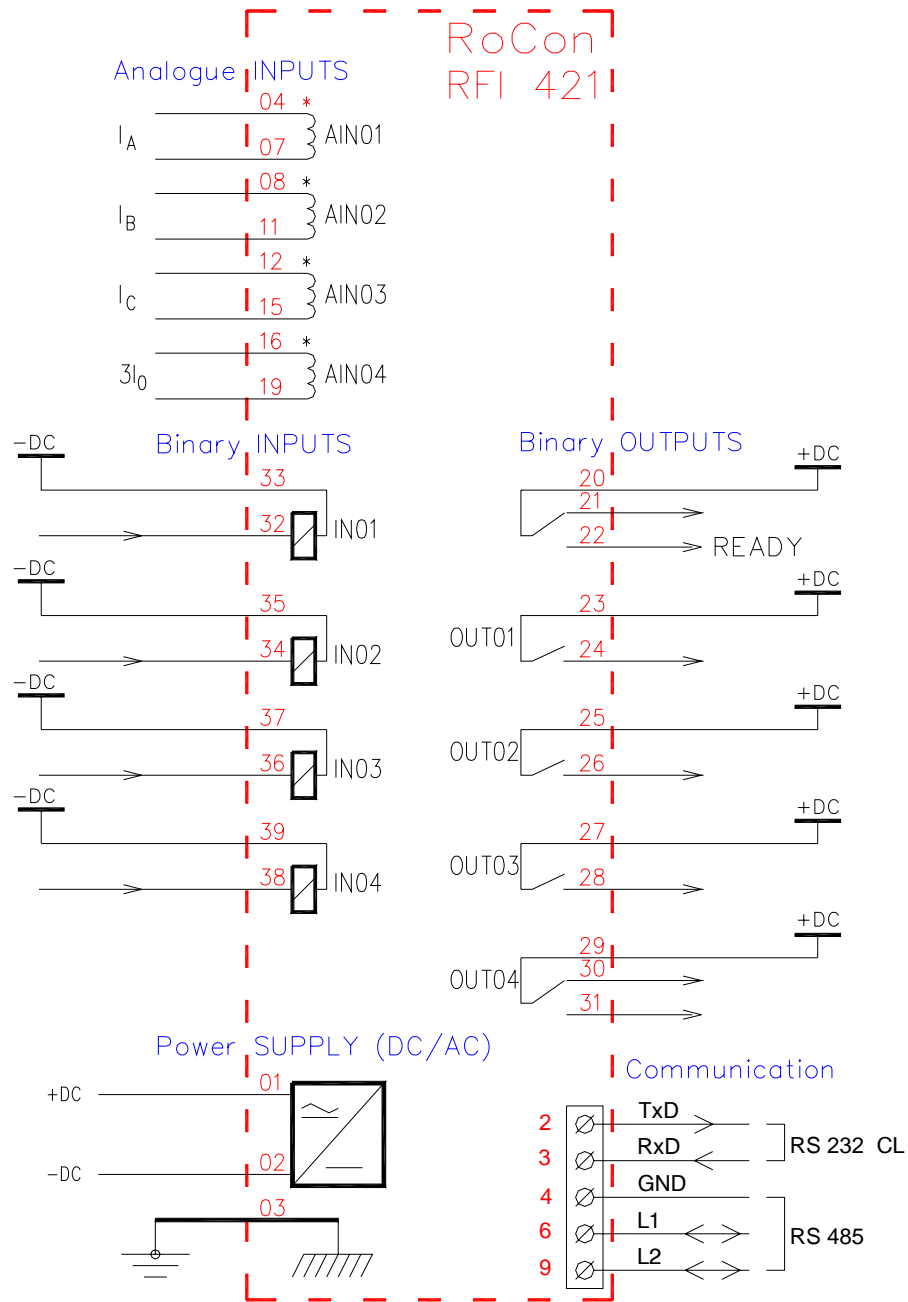 RoCon
RFI 421
Analogue INPUTS
04 *
I_A
AIN01
07
08 *
I_B
AIN02
11
12 *
I_C
AIN03
15
16 *
3I_0
AIN04
19
Binary INPUTS
-DC
33
32
IN01
-DC
35
34
IN02
-DC
37
36
IN03
-DC
39
38
IN04
Binary OUTPUTS
+DC
20
21
22
READY
+DC
23
OUT01
24
+DC
25
OUT02
26
+DC
27
OUT03
28
+DC
29
OUT04
30
31
Power SUPPLY (DC/AC)
+DC
01
-DC
02
03
Communication
2 TxD
3 RxD
RS 232 CL
4 GND
6 L1
RS 485
9 L2